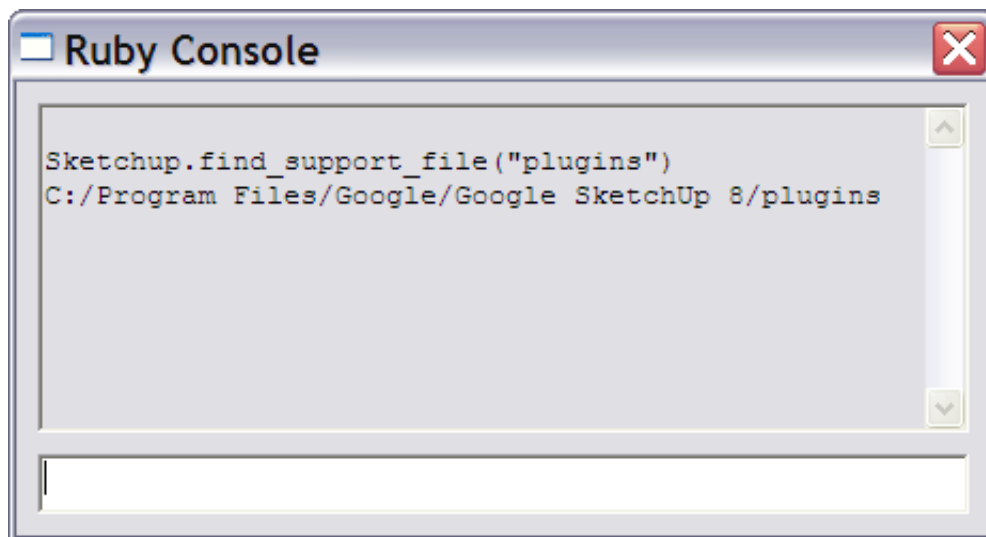 Ruby Console
Sketchup.find_support_file("plugins")
C:/Program Files/Google/Google SketchUp 8/plugins